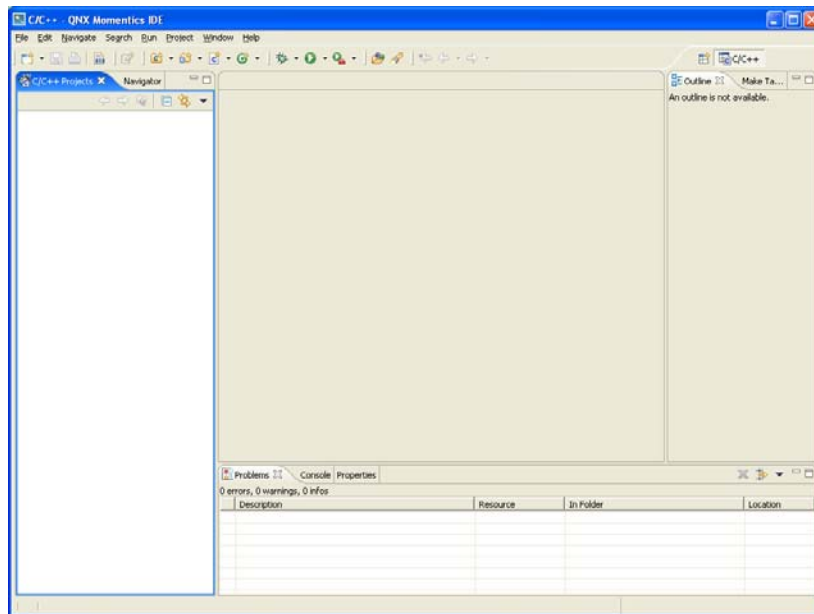 C/C++ - QNX Momentics IDE
File Edit Navigate Search Run Project Window Help
C/C++
C/C++ Projects Navigator
Outline Make Ta...
An outline is not available.
Problems Console Properties
0 errors, 0 warnings, 0 infos
Description Resource In Folder Location